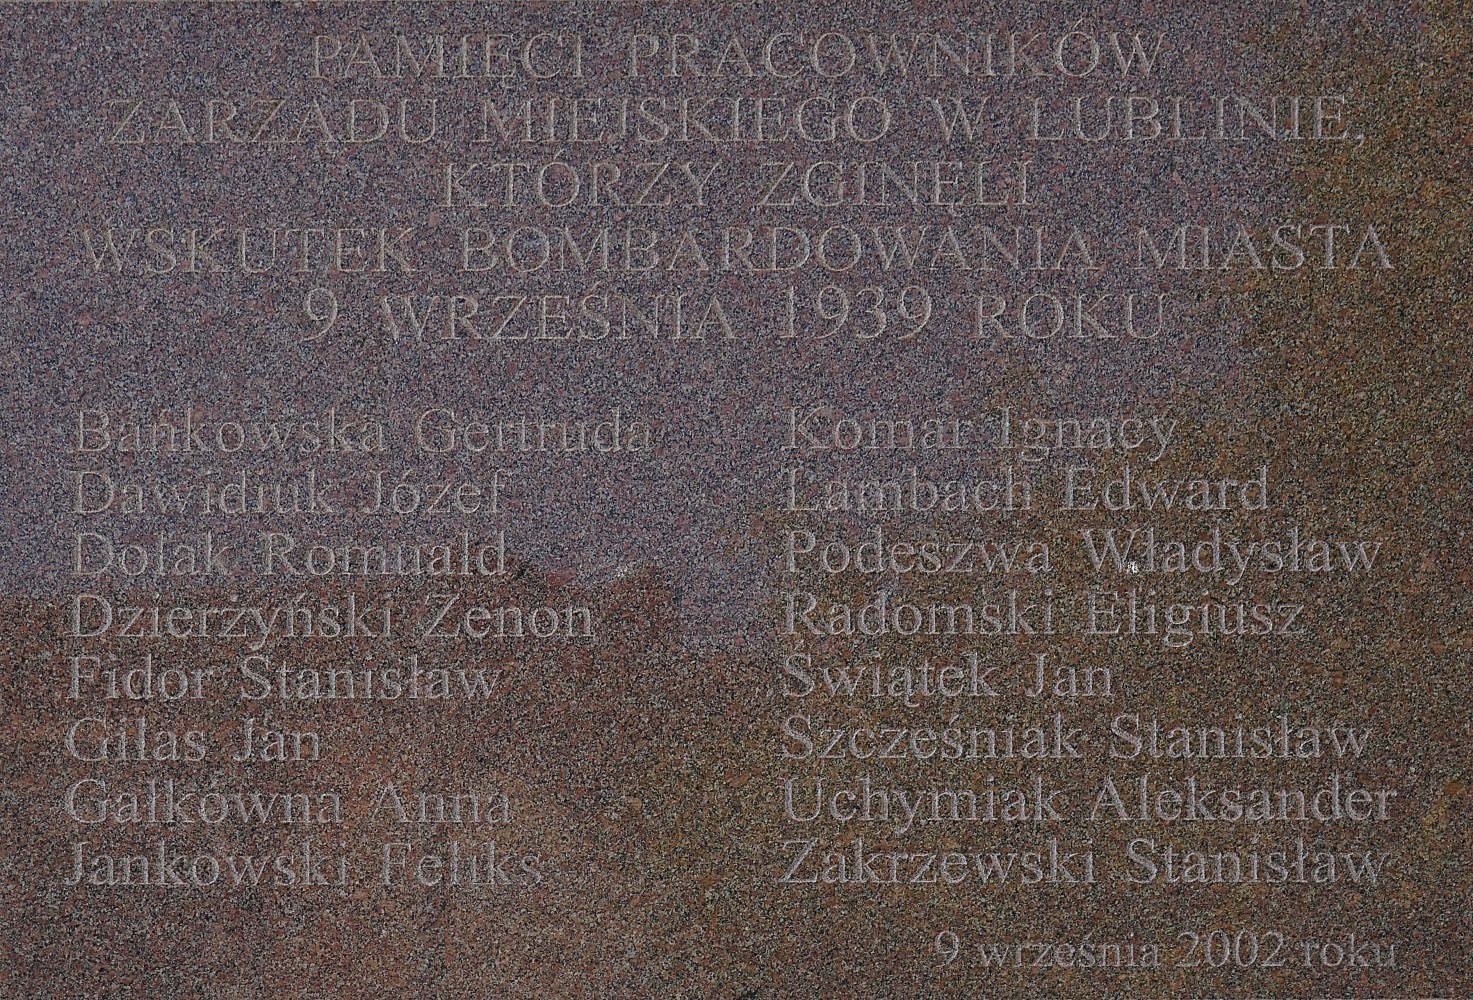 PAMIĘCI PRACOWNIKÓW
ZARZĄDU MIEJSKIEGO W LUBLINIE,
KTÓRZY ZGINĘLI
WSKUTEK BOMBARDOWANIA MIASTA
9 WRZEŚNIA 1939 ROKU
Bańkowska Gertruda
Dawidiuk Józef
Dolak Romuald
Dzierżyński Zenon
Fidor Stanisław
Gilas Jan
Gałkówna Anna
Jankowski Feliks
Komar Ignacy
Lambach Edward
Podeszwa Władysław
Radomski Eligiusz
Świątek Jan
Szcześniak Stanisław
Uchymiak Aleksander
Zakrzewski Stanisław
9 września 2002 roku